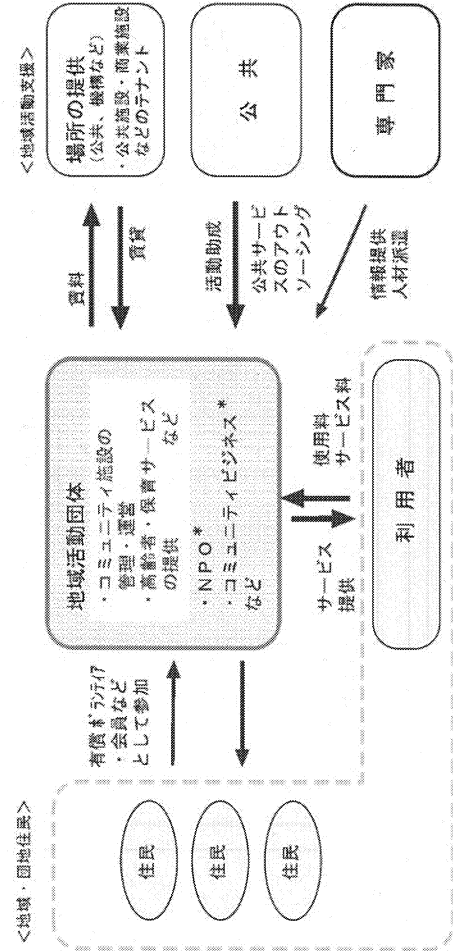 <地域・団地住民>
住民
住民
住民
有償ﾎﾞﾗﾝﾃｨｱ
・会員など
として参加
地域活動団体
・コミュニティ施設の
管理・運営
・高齢者・保育サービス
の提供 など
・NPO*
・コミュニティビジネス*
など
サービス
提供
使用料
サービス料
利用者
<地域活動支援>
賃料
賃貸
場所の提供
（公共、機構など）
・公共施設・商業施設
などのテナント
活動助成
公共サービ
スのアウト
ソーシング
公共
情報提供
人材派遣
専門家